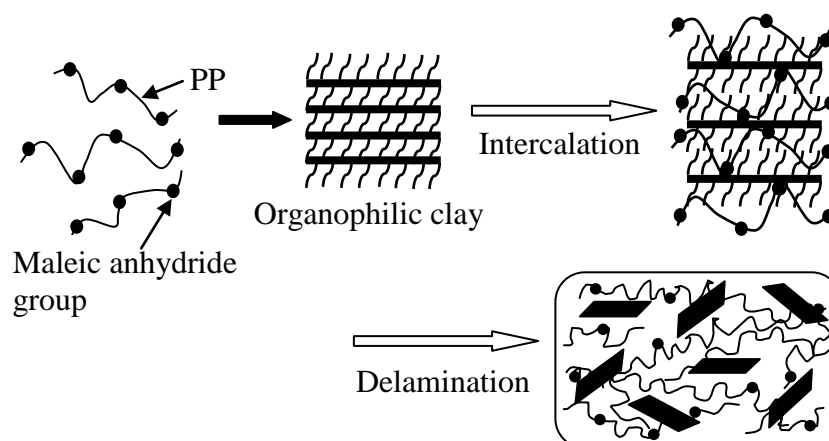 PP
Intercalation
Organophilic clay
Maleic anhydride
group
Delamination